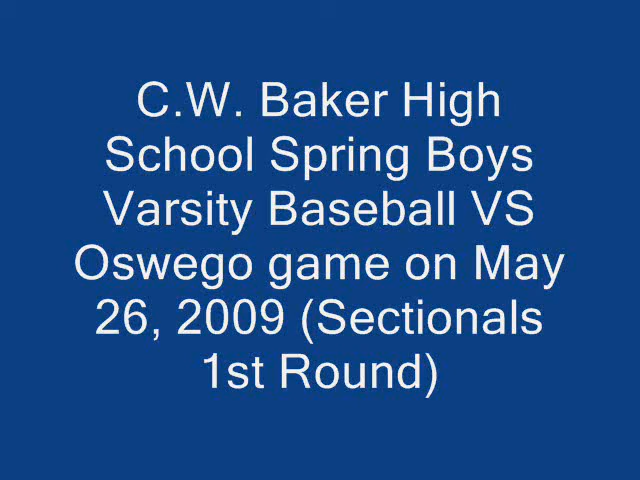 C.W. Baker High
School Spring Boys
Varsity Baseball VS
Oswego game on May
26, 2009 (Sectionals
1st Round)